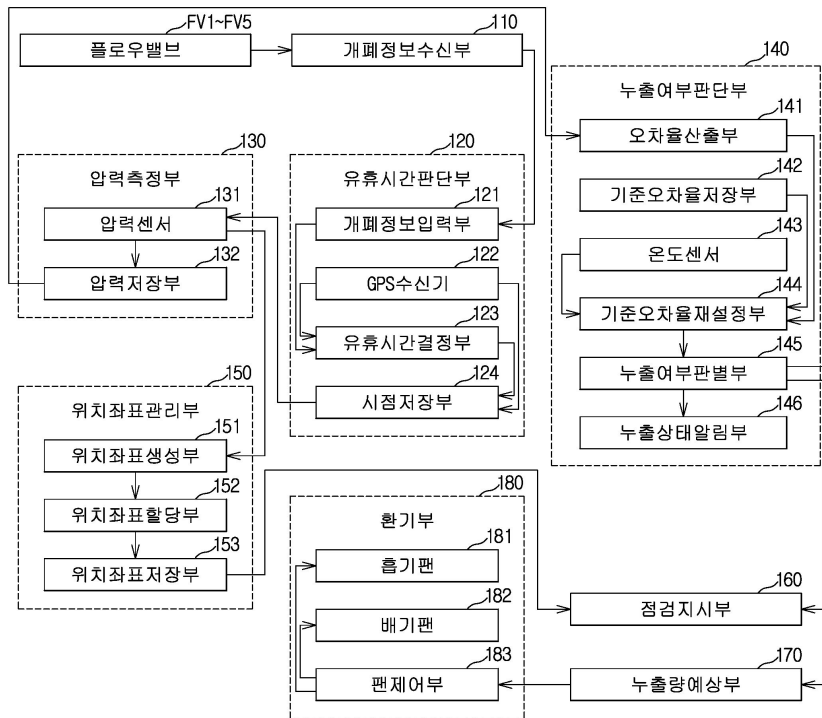 FV1~FV5
플로우밸브
110
개폐정보수신부
140
누출여부판단부
141
오차율산출부
142
기준오차율저장부
143
온도센서
144
기준오차율재설정부
145
누출여부판별부
146
누출상태알림부
130
압력측정부
131
압력센서
132
압력저장부
120
유휴시간판단부
121
개폐정보입력부
122
GPS수신기
123
유휴시간결정부
124
시점저장부
150
위치좌표관리부
151
위치좌표생성부
152
위치좌표할당부
153
위치좌표저장부
180
환기부
181
흡기팬
182
배기팬
183
팬제어부
160
점검지시부
170
누출량예상부